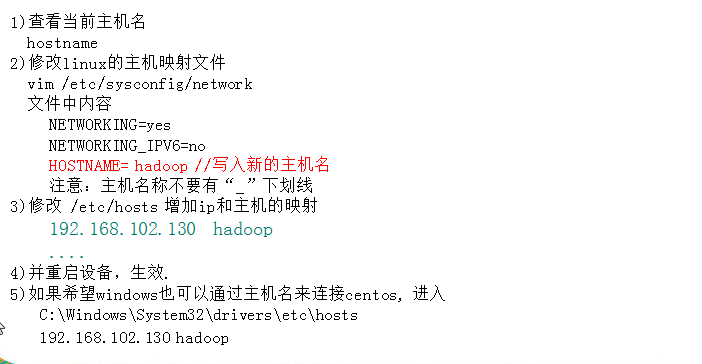 1)查看当前主机名
hostname
2)修改linux的主机映射文件
vim /etc/sysconfig/network
文件中内容
NETWORKING=yes
NETWORKING_IPV6=no
HOSTNAME= hadoop //写入新的主机名
注意: 主机名称不要有“_”下划线
3)修改 /etc/hosts 增加ip和主机的映射
192.168.102.130 hadoop
....
4)并重启设备，生效.
5)如果希望windows也可以通过主机名来连接centos, 进入
C:\Windows\System32\drivers\etc\hosts
192.168.102.130 hadoop